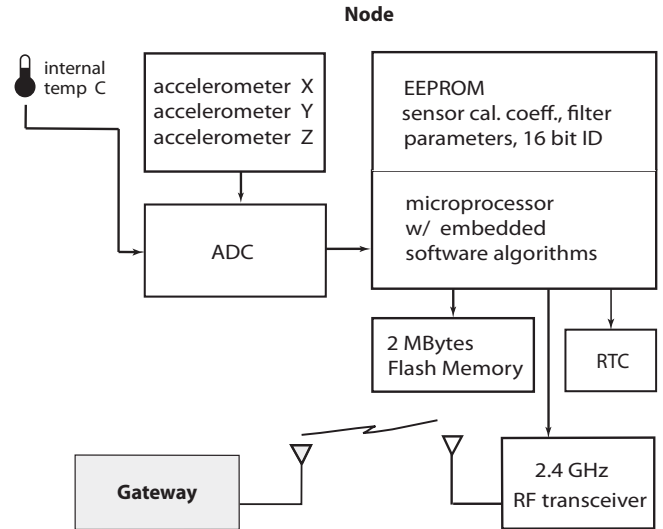 Node
internal
temp C
accelerometer X
accelerometer Y
accelerometer Z
EEPROM
sensor cal. coeff., filter
parameters, 16 bit ID
ADC
microprocessor
w/ embedded
software algorithms
2 MBytes
Flash Memory
RTC
Gateway
2.4 GHz
RF transceiver